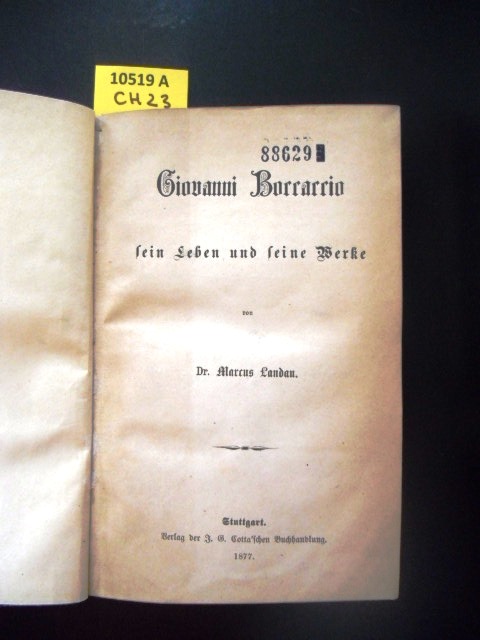 10519 A
CH 23
88629
Giovanni Boccaccio
sein Leben und seine Werke
von
Dr. Marcus Landau.
Stuttgart.
Verlag der J. G. Cotta'schen Buchhandlung.
1877.